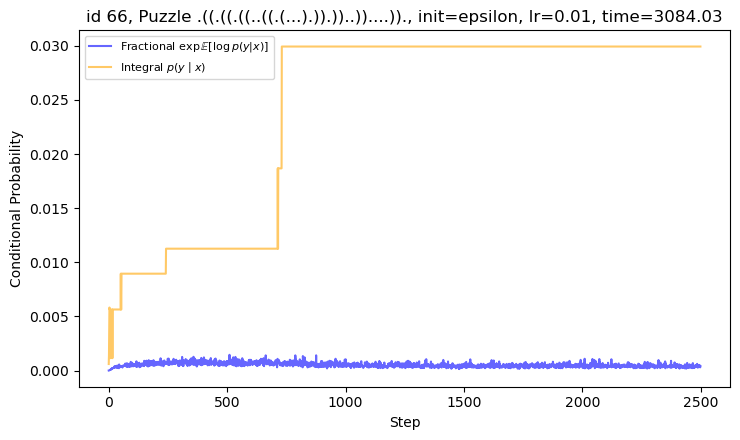 id 66, Puzzle .((.((.((..((.(...).)).))..))....))., init=epsilon, lr=0.01, time=3084.03
Fractional exp𝔼[log p(y|x)]
Integral p(y | x)
0.030
0.025
0.020
0.015
0.010
0.005
0.000
Conditional Probability
0
500
1000
1500
2000
2500
Step